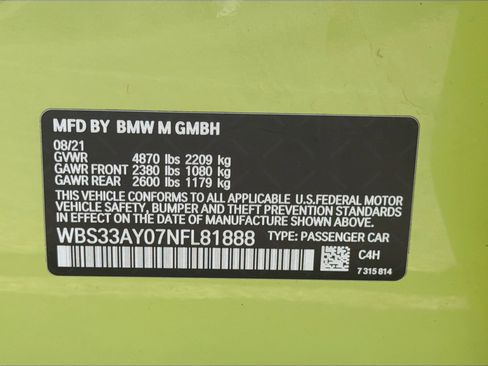 MFD BY BMW M GMBH
08/21
GVWR 4870 lbs 2209 kg
GAWR FRONT 2380 lbs 1080 kg
GAWR REAR 2600 lbs 1179 kg
THIS VEHICLE CONFORMS TO ALL APPLICABLE U.S.FEDERAL MOTOR
VEHICLE SAFETY, BUMPER, AND THEFT PREVENTION STANDARDS
IN EFFECT ON THE DATE OF MANUFACTURE SHOWN ABOVE.
WBS33AY07NFL81888 TYPE: PASSENGER CAR
C4H
7 315 814